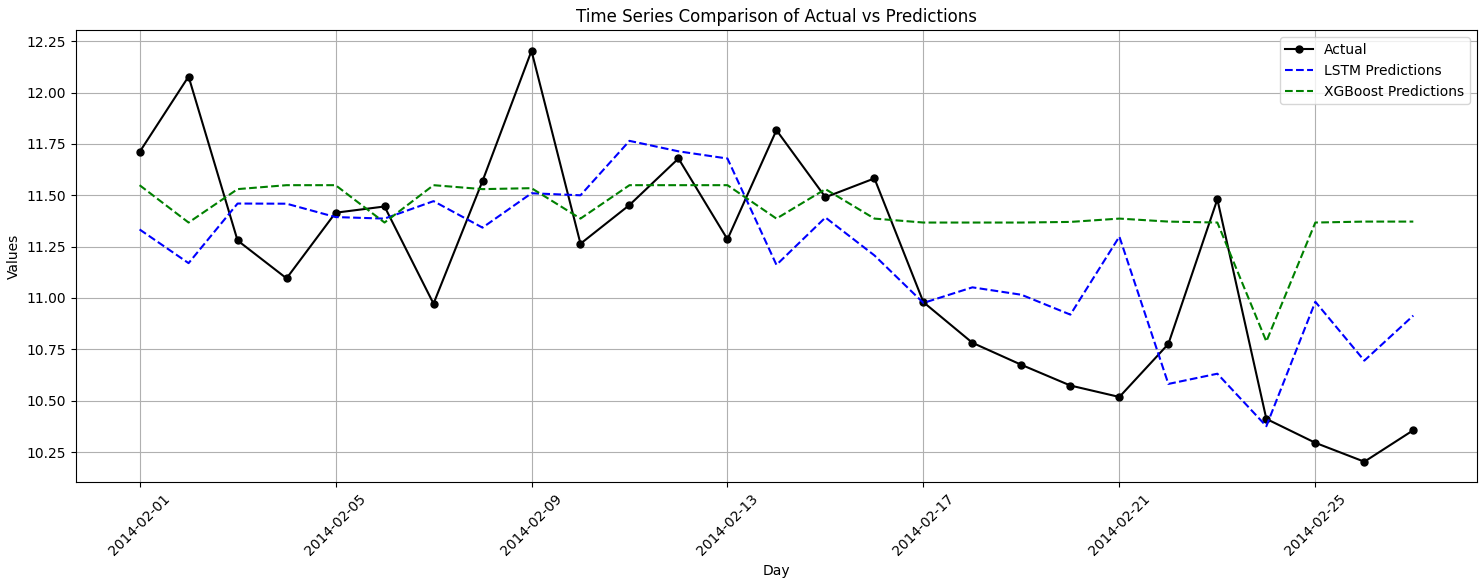 Time Series Comparison of Actual vs Predictions
12.25
12.00
11.75
11.50
11.25
11.00
10.75
10.50
10.25
Values
Actual
LSTM Predictions
XGBoost Predictions
2014-02-01
2014-02-05
2014-02-09
2014-02-13
2014-02-17
2014-02-21
2014-02-25
Day